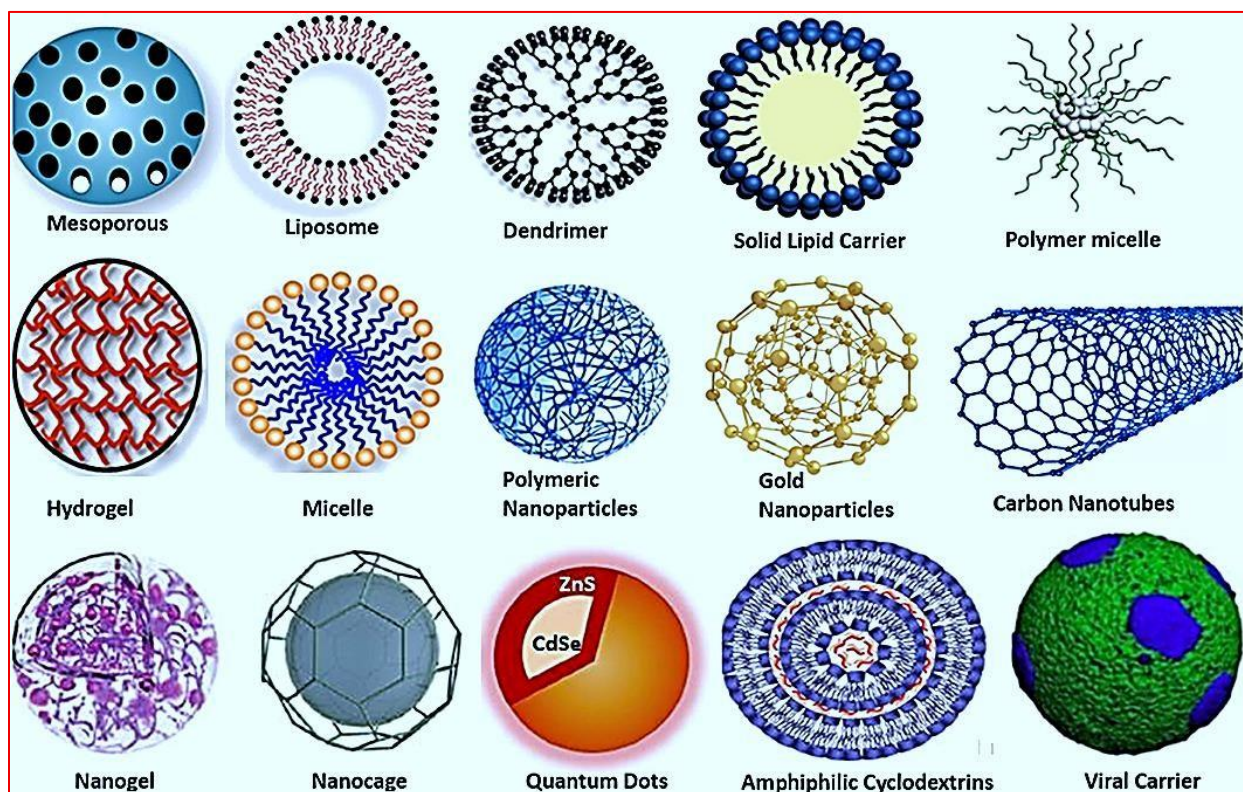 Mesoporous
Liposome
Dendrimer
Solid Lipid Carrier
Polymer micelle
Hydrogel
Micelle
Polymeric
Nanoparticles
Gold
Nanoparticles
Carbon Nanotubes
ZnS
CdSe
Nanogel
Nanocage
Quantum Dots
Amphiphilic Cyclodextrins
Viral Carrier